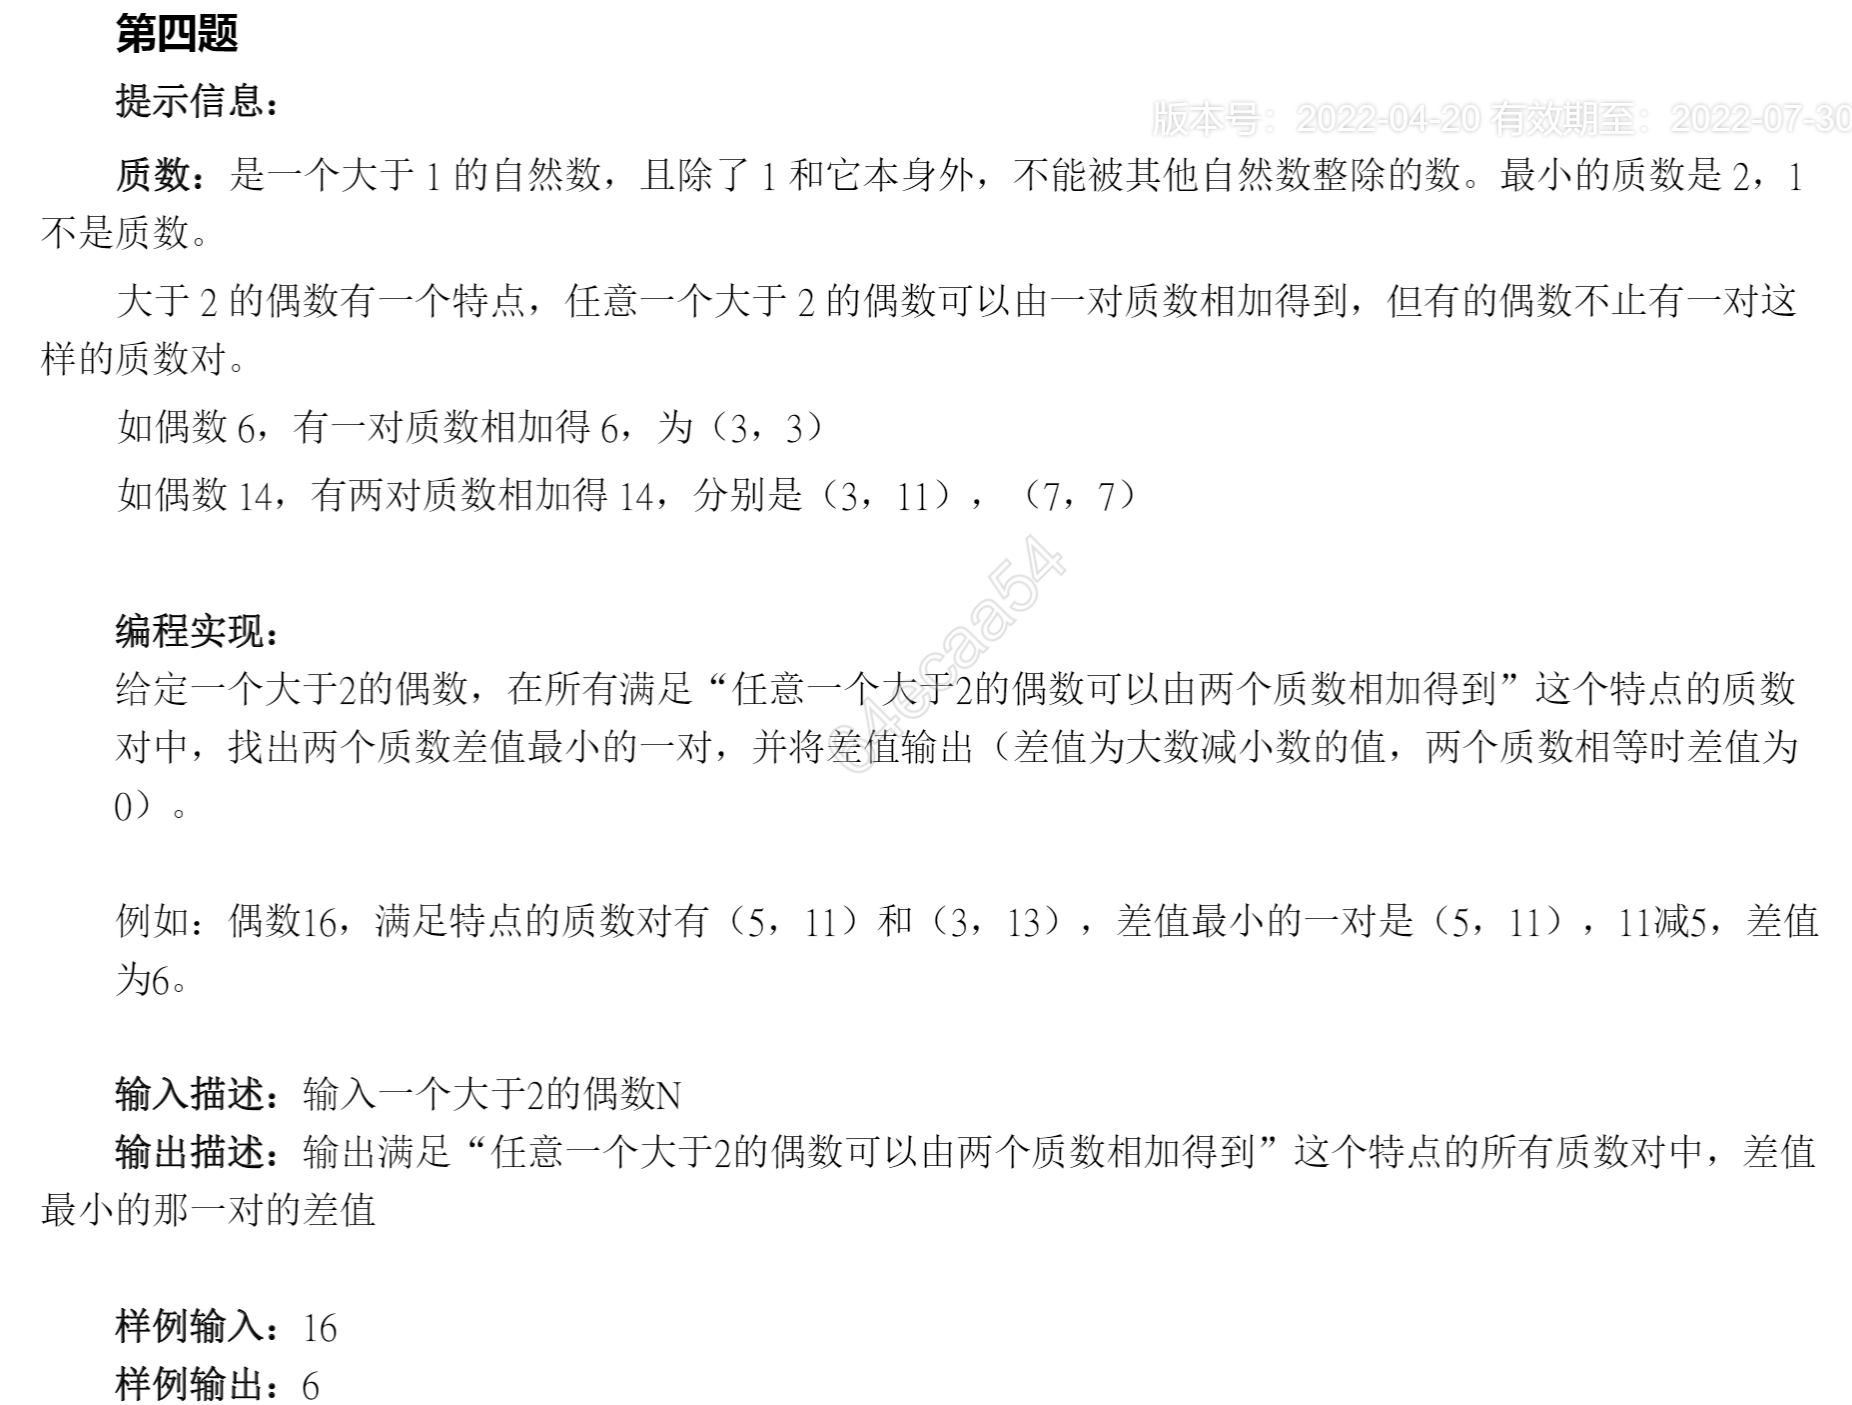 第四题
提示信息：
版本号： 2022-04-20 有效期至： 2022-07-30
质数：是一个大于 1 的自然数，且除了 1 和它本身外，不能被其他自然数整除的数。最小的质数是 2，1
不是质数。
大于 2 的偶数有一个特点，任意一个大于 2 的偶数可以由一对质数相加得到，但有的偶数不止有一对这
样的质数对。
如偶数 6，有一对质数相加得 6，为（3，3）
如偶数 14，有两对质数相加得 14，分别是（3，11），（7，7）
64ecaa54
编程实现：
给定一个大于2的偶数，在所有满足“任意一个大于2的偶数可以由两个质数相加得到”这个特点的质数
对中，找出两个质数差值最小的一对，并将差值输出（差值为大数减小数的值，两个质数相等时差值为
0）。
例如：偶数16，满足特点的质数对有（5，11）和（3，13），差值最小的一对是（5，11），11减5，差值
为6。
输入描述：输入一个大于2的偶数N
输出描述：输出满足“任意一个大于2的偶数可以由两个质数相加得到”这个特点的所有质数对中，差值
最小的那一对的差值
样例输入：16
样例输出：6